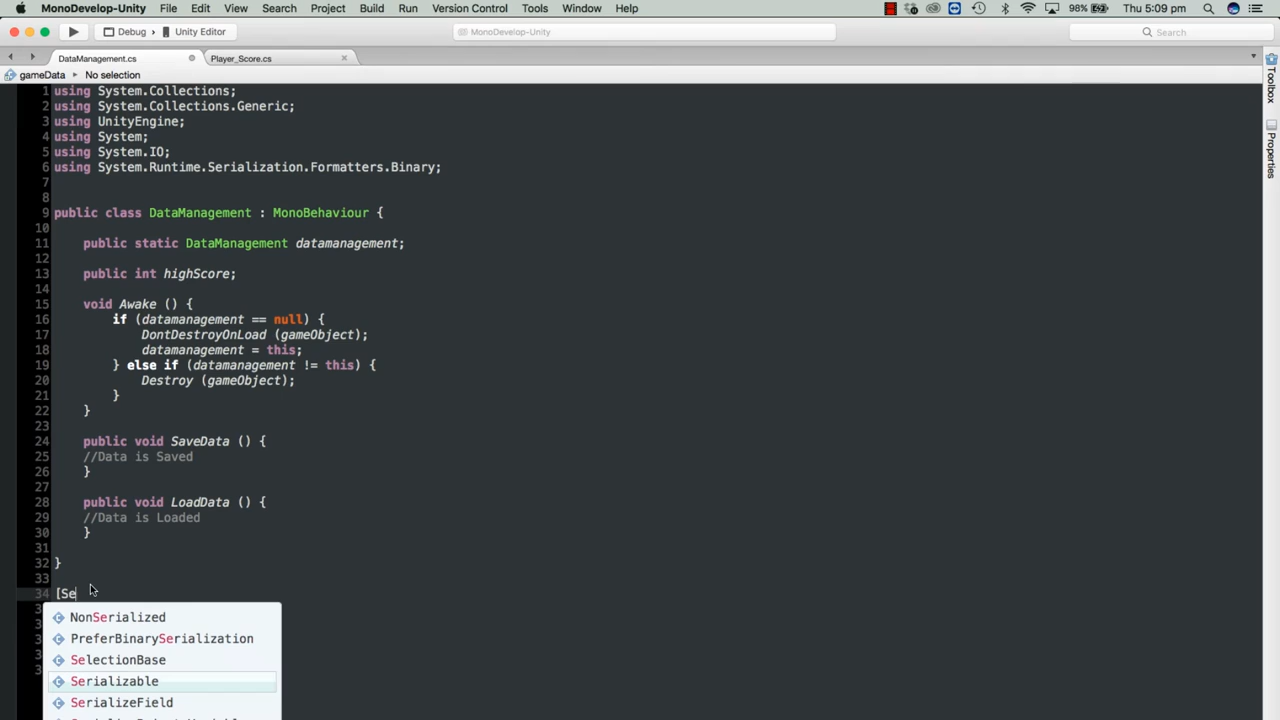 MonoDevelop-Unity File Edit View Search Project Build Run Version Control Tools Window Help 98% Thu 5:09 pm
Debug Unity Editor MonoDevelop-Unity Search
DataManagement.cs Player_Score.cs
gameData No selection
Toolbox
Properties
1 using System.Collections;
2 using System.Collections.Generic;
3 using UnityEngine;
4 using System;
5 using System.IO;
6 using System.Runtime.Serialization.Formatters.Binary;
7
8
9 public class DataManagement : MonoBehaviour {
10
11 public static DataManagement datamanagement;
12
13 public int highScore;
14
15 void Awake () {
16 if (datamanagement == null) {
17 DontDestroyOnLoad (gameObject);
18 datamanagement = this;
19 } else if (datamanagement != this) {
20 Destroy (gameObject);
21 }
22 }
23
24 public void SaveData () {
25 //Data is Saved
26 }
27
28 public void LoadData () {
29 //Data is Loaded
30 }
31
32 }
33
34 [Se
NonSerialized
PreferBinarySerialization
SelectionBase
Serializable
SerializeField